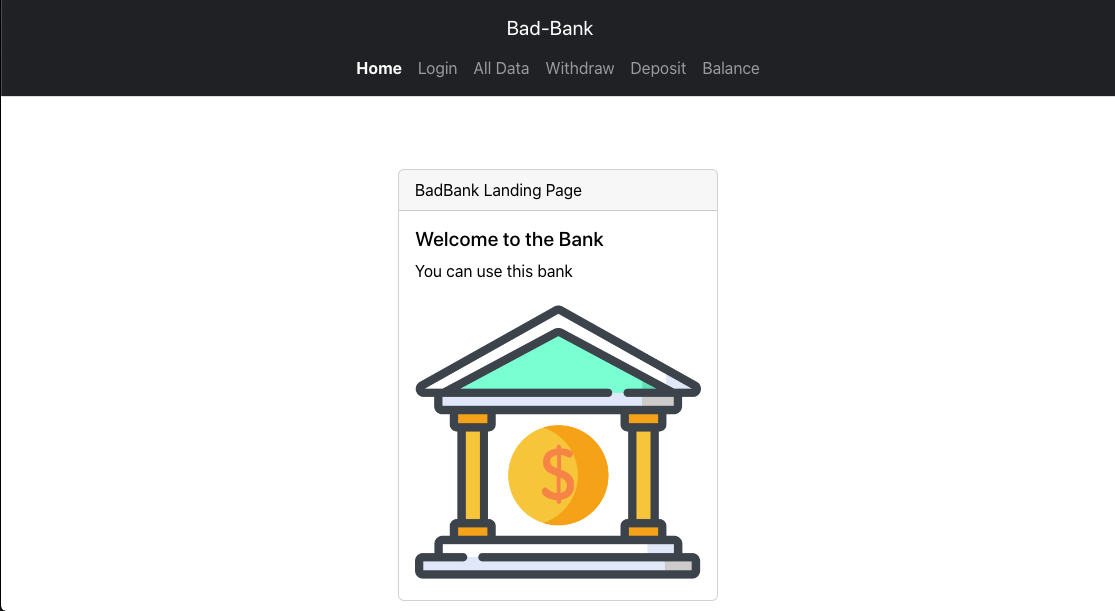 Bad-Bank
Home Login All Data Withdraw Deposit Balance
BadBank Landing Page
Welcome to the Bank
You can use this bank
$